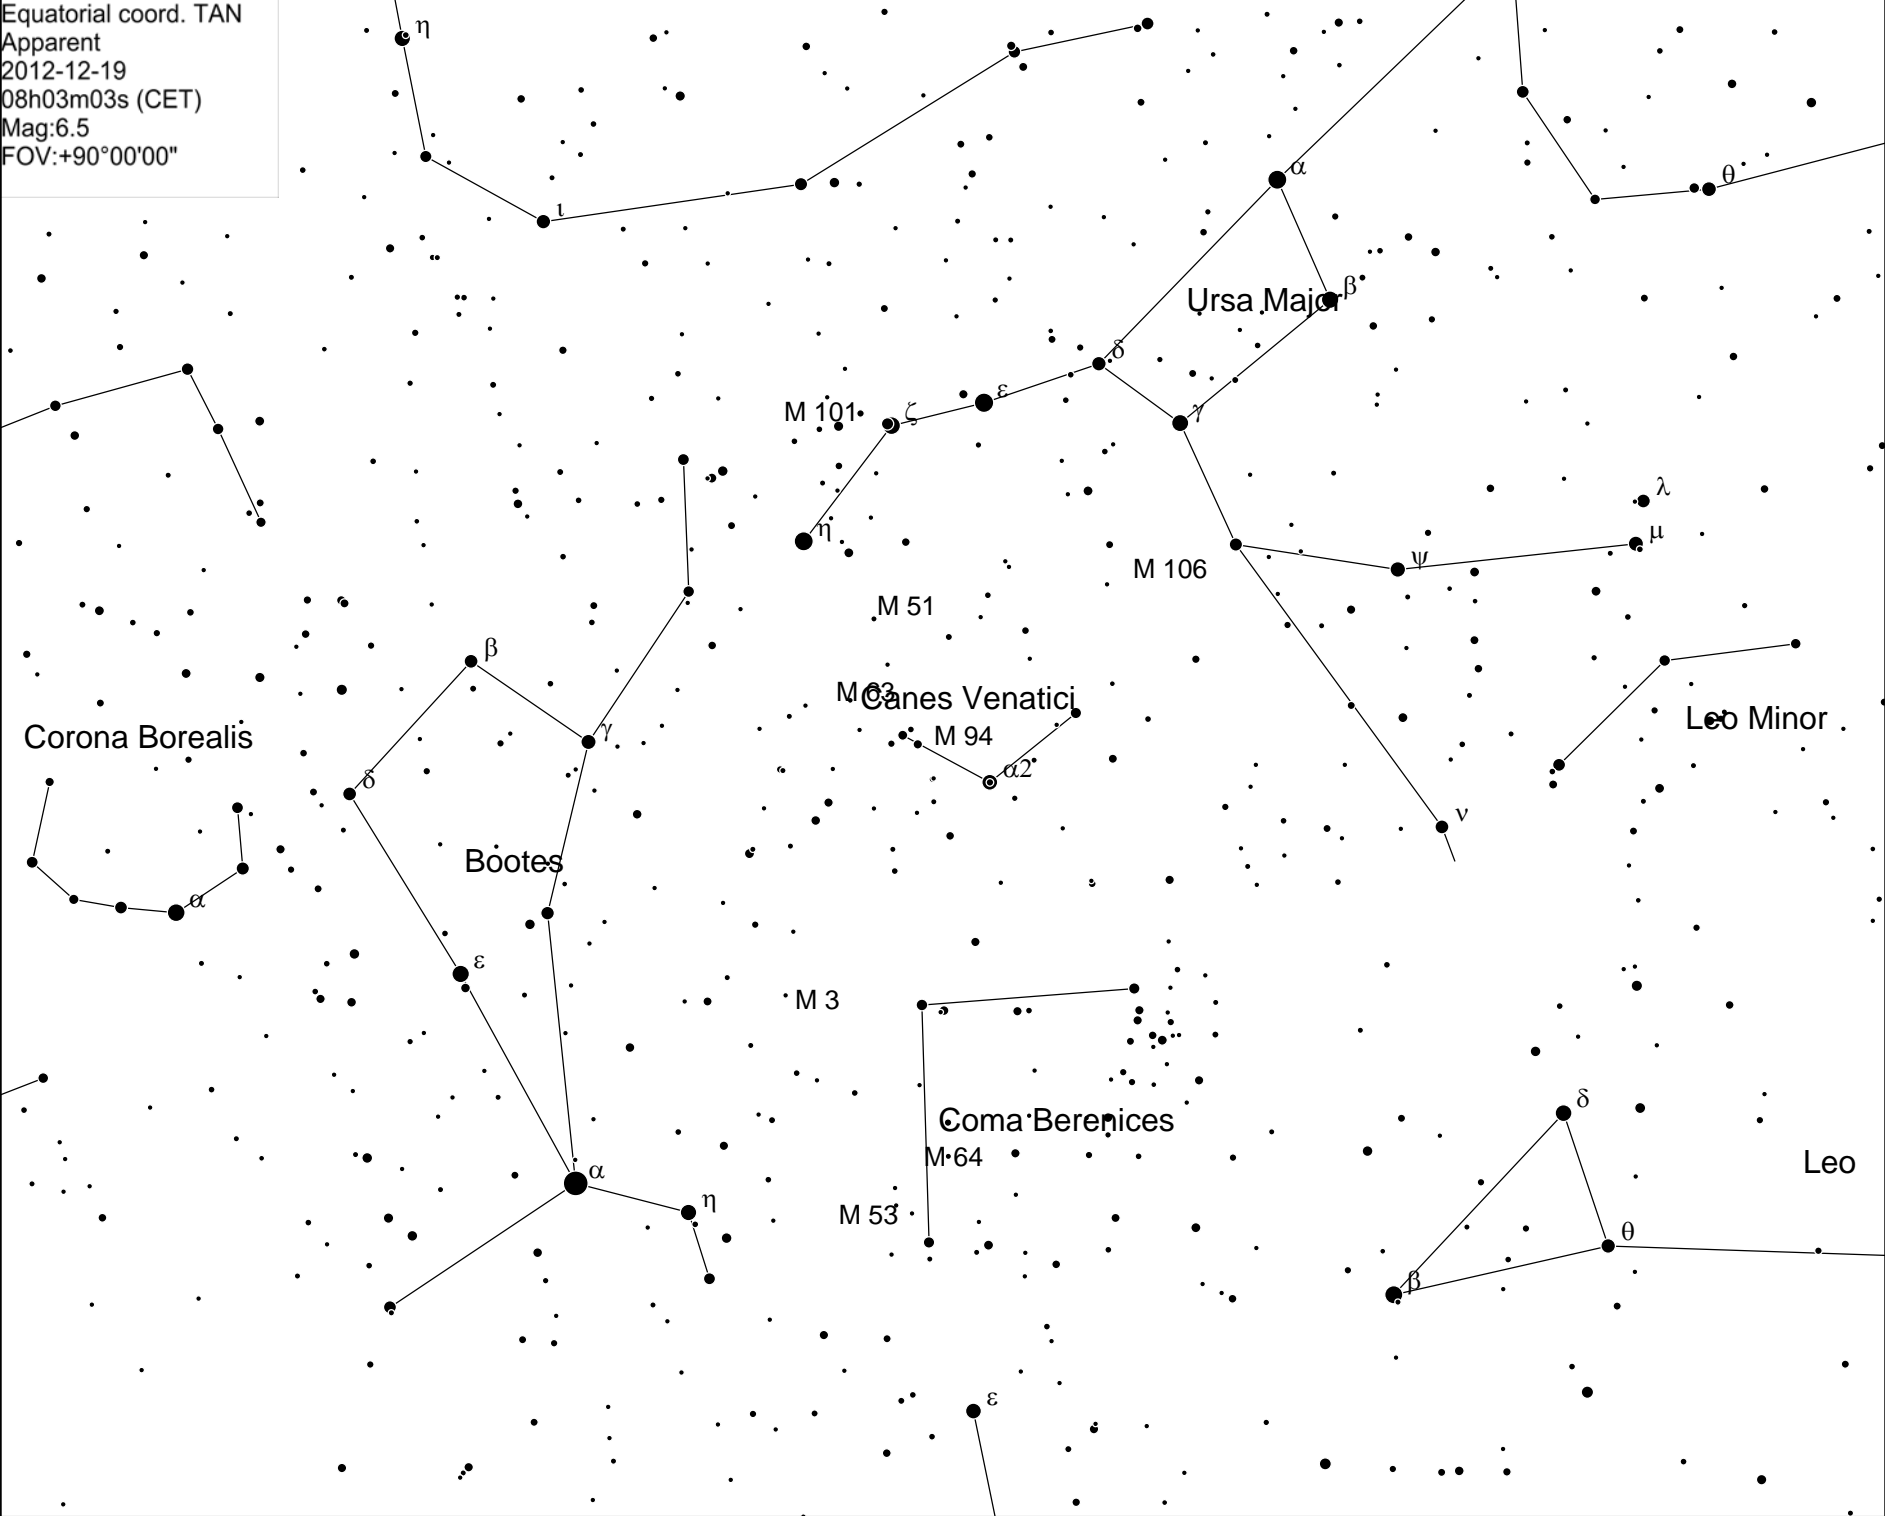 Equatorial coord. TAN
Apparent
2012-12-19
08h03m03s (CET)
Mag:6.5
FOV:+90°00'00"
η
α
θ
ι
Ursa Major
β
δ
ε
M 101
ζ
γ
λ
η
μ
ψ
M 106
M 51
β
M 63
Canes Venatici
Leo Minor
Corona Borealis
γ
M 94
α2
δ
ν
Bootes
α
ε
M 3
δ
Coma Berenices
M 64
Leo
α
η
M 53
θ
β
ε